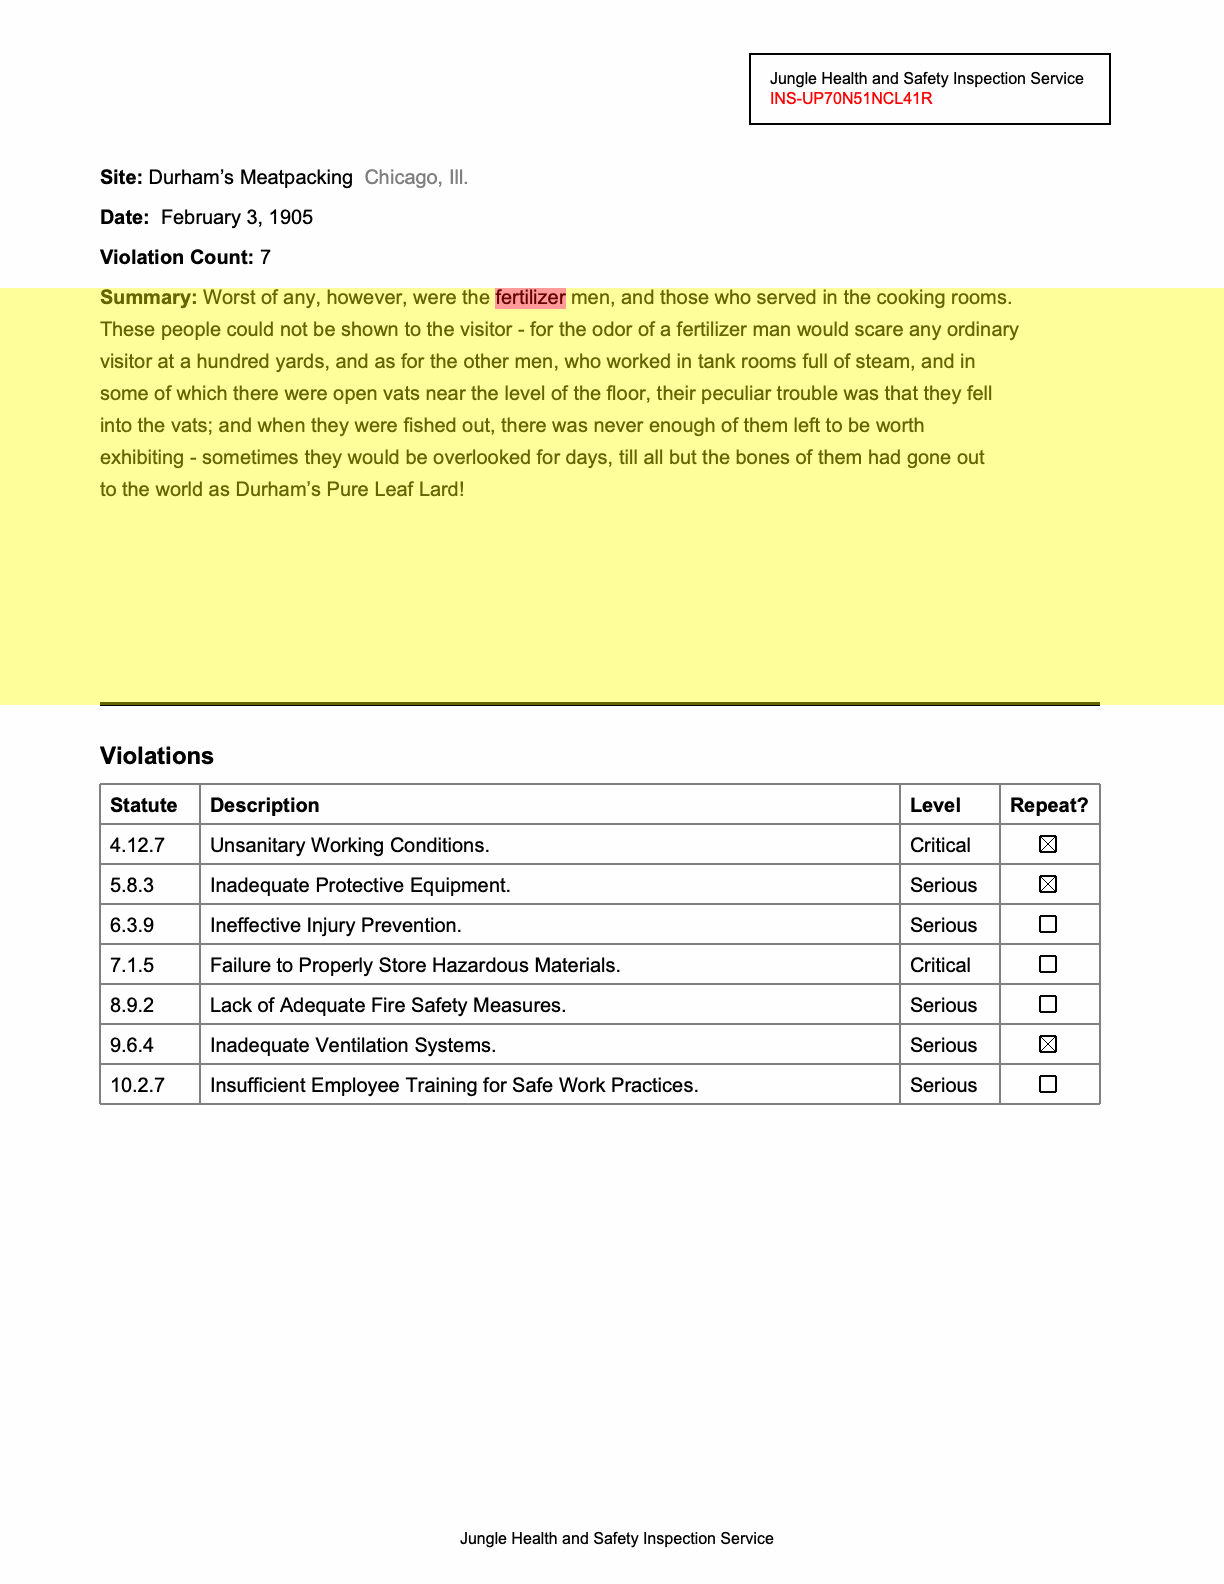 Jungle Health and Safety Inspection Service
INS-UP70N51NCL41R
Site: Durham’s Meatpacking Chicago, Ill.
Date: February 3, 1905
Violation Count: 7
Summary: Worst of any, however, were the fertilizer men, and those who served in the cooking rooms.
These people could not be shown to the visitor - for the odor of a fertilizer man would scare any ordinary
visitor at a hundred yards, and as for the other men, who worked in tank rooms full of steam, and in
some of which there were open vats near the level of the floor, their peculiar trouble was that they fell
into the vats; and when they were fished out, there was never enough of them left to be worth
exhibiting - sometimes they would be overlooked for days, till all but the bones of them had gone out
to the world as Durham’s Pure Leaf Lard!
Violations
Statute Description Level Repeat?
4.12.7 Unsanitary Working Conditions. Critical
5.8.3 Inadequate Protective Equipment. Serious
6.3.9 Ineffective Injury Prevention. Serious
7.1.5 Failure to Properly Store Hazardous Materials. Critical
8.9.2 Lack of Adequate Fire Safety Measures. Serious
9.6.4 Inadequate Ventilation Systems. Serious
10.2.7 Insufficient Employee Training for Safe Work Practices. Serious
Jungle Health and Safety Inspection Service